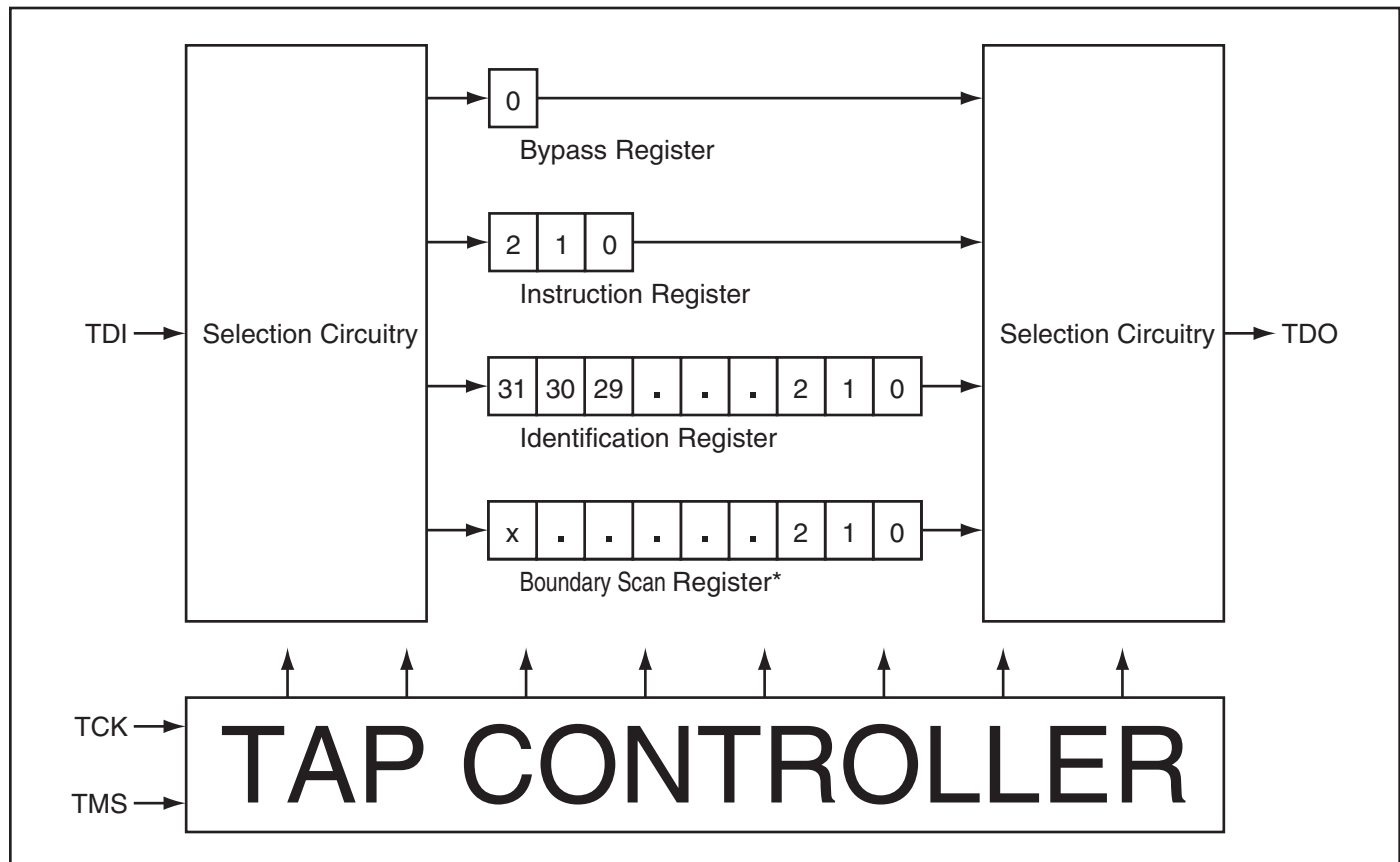 0
Bypass Register
2 1 0
Instruction Register
TDI
Selection Circuitry
Selection Circuitry
TDO
31 30 29 . . . 2 1 0
Identification Register
x . . . . . 2 1 0
Boundary Scan Register*
TCK
TMS
TAP CONTROLLER